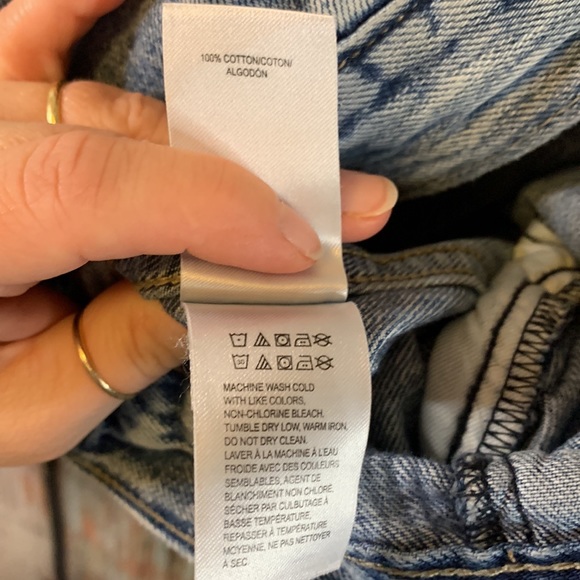 100% COTTON/COTON/
ALGODÓN
30
MACHINE WASH COLD
WITH LIKE COLORS,
NON-CHLORINE BLEACH.
TUMBLE DRY LOW, WARM IRON.
DO NOT DRY CLEAN.
LAVER À LA MACHINE À L'EAU
FROIDE AVEC DES COULEURS
SEMBLABLES, AGENT DE
BLANCHIMENT NON CHLORÉ.
SÉCHER PAR CULBUTAGE À
BASSE TEMPÉRATURE.
REPASSER À TEMPÉRATURE
MOYENNE, NE PAS NETTOYER
À SEC.